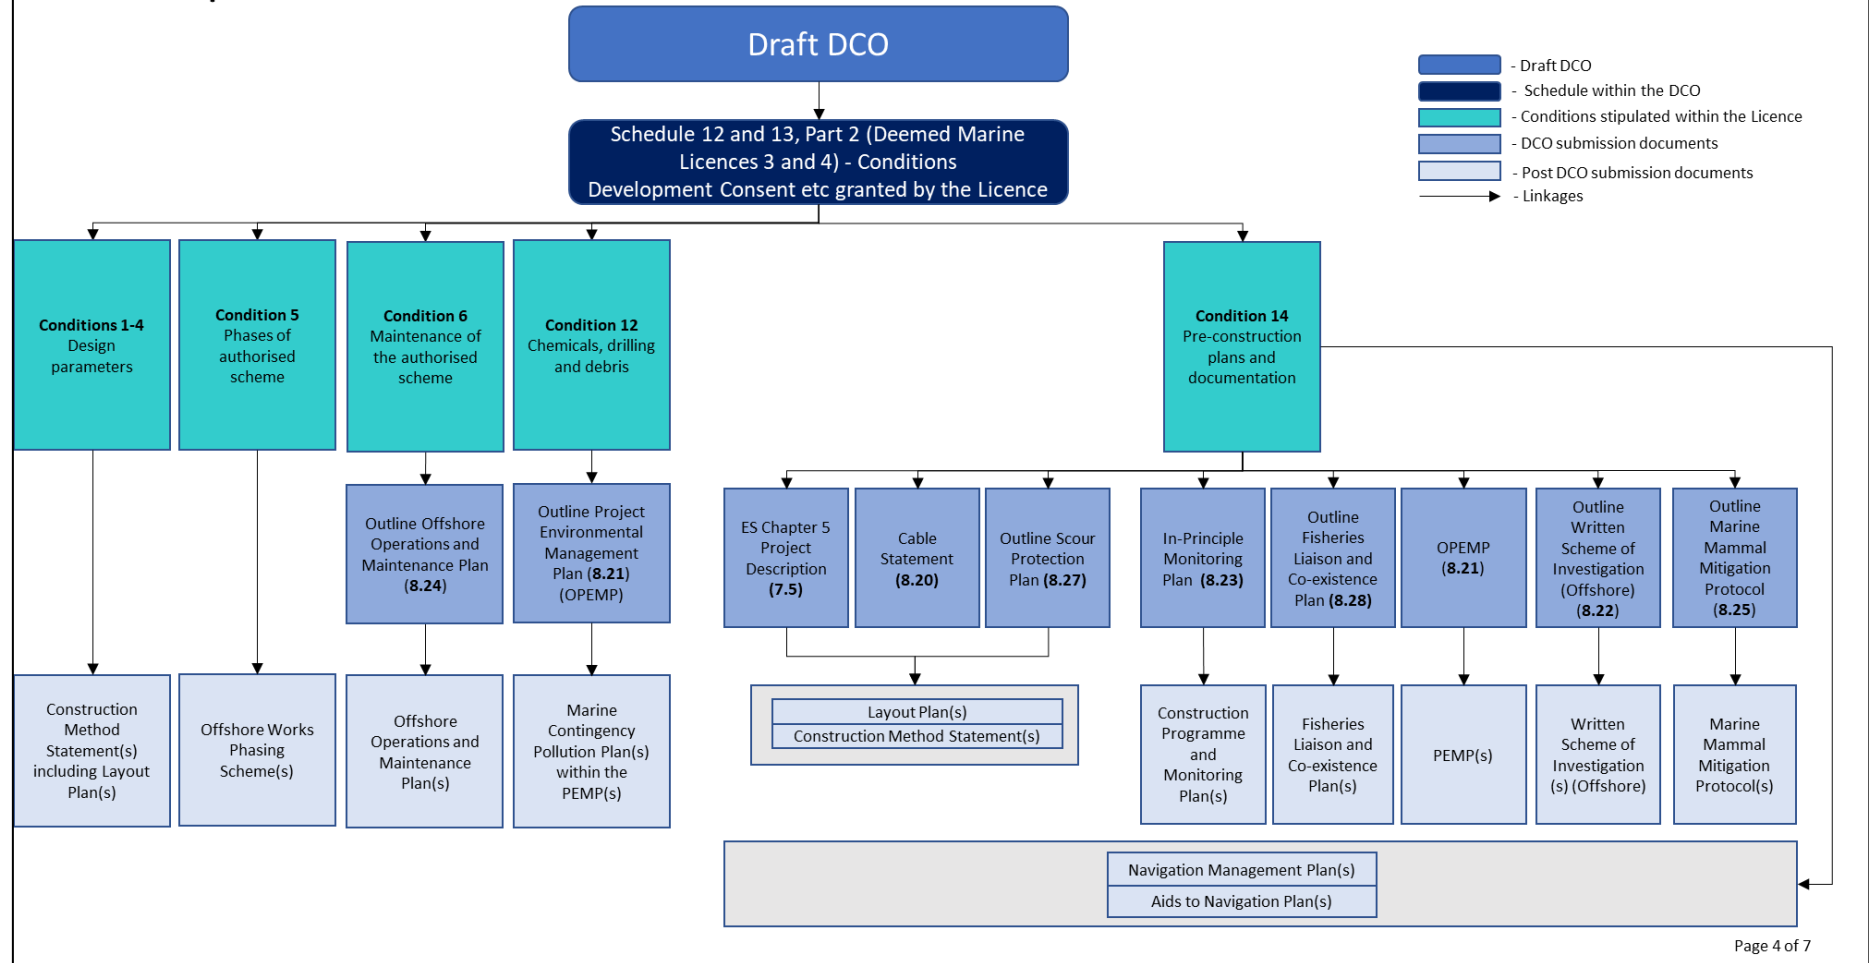 Draft DCO
- Draft DCO
- Schedule within the DCO
- Conditions stipulated within the Licence
- DCO submission documents
- Post DCO submission documents
- Linkages
Schedule 12 and 13, Part 2 (Deemed Marine
Licences 3 and 4) - Conditions
Development Consent etc granted by the Licence
Conditions 1-4
Design
parameters
Condition 5
Phases of
authorised
scheme
Condition 6
Maintenance of
the authorised
scheme
Condition 12
Chemicals, drilling
and debris
Condition 14
Pre-construction
plans and
documentation
Outline Offshore
Operations and
Maintenance Plan
(8.24)
Outline Project
Environmental
Management
Plan (8.21)
(OPEMP)
ES Chapter 5
Project
Description
(7.5)
Cable
Statement
(8.20)
Outline Scour
Protection
Plan (8.27)
In-Principle
Monitoring
Plan (8.23)
Outline
Fisheries
Liaison and
Co-existence
Plan (8.28)
OPEMP
(8.21)
Outline
Written
Scheme of
Investigation
(Offshore)
(8.22)
Outline
Marine
Mammal
Mitigation
Protocol
(8.25)
Construction
Method
Statement(s)
including Layout
Plan(s)
Offshore Works
Phasing
Scheme(s)
Offshore
Operations and
Maintenance
Plan(s)
Marine
Contingency
Pollution Plan(s)
within the
PEMP(s)
Layout Plan(s)
Construction Method Statement(s)
Construction
Programme
and
Monitoring
Plan(s)
Fisheries
Liaison and
Co-existence
Plan(s)
PEMP(s)
Written
Scheme of
Investigation
(s) (Offshore)
Marine
Mammal
Mitigation
Protocol(s)
Navigation Management Plan(s)
Aids to Navigation Plan(s)
Page 4 of 7